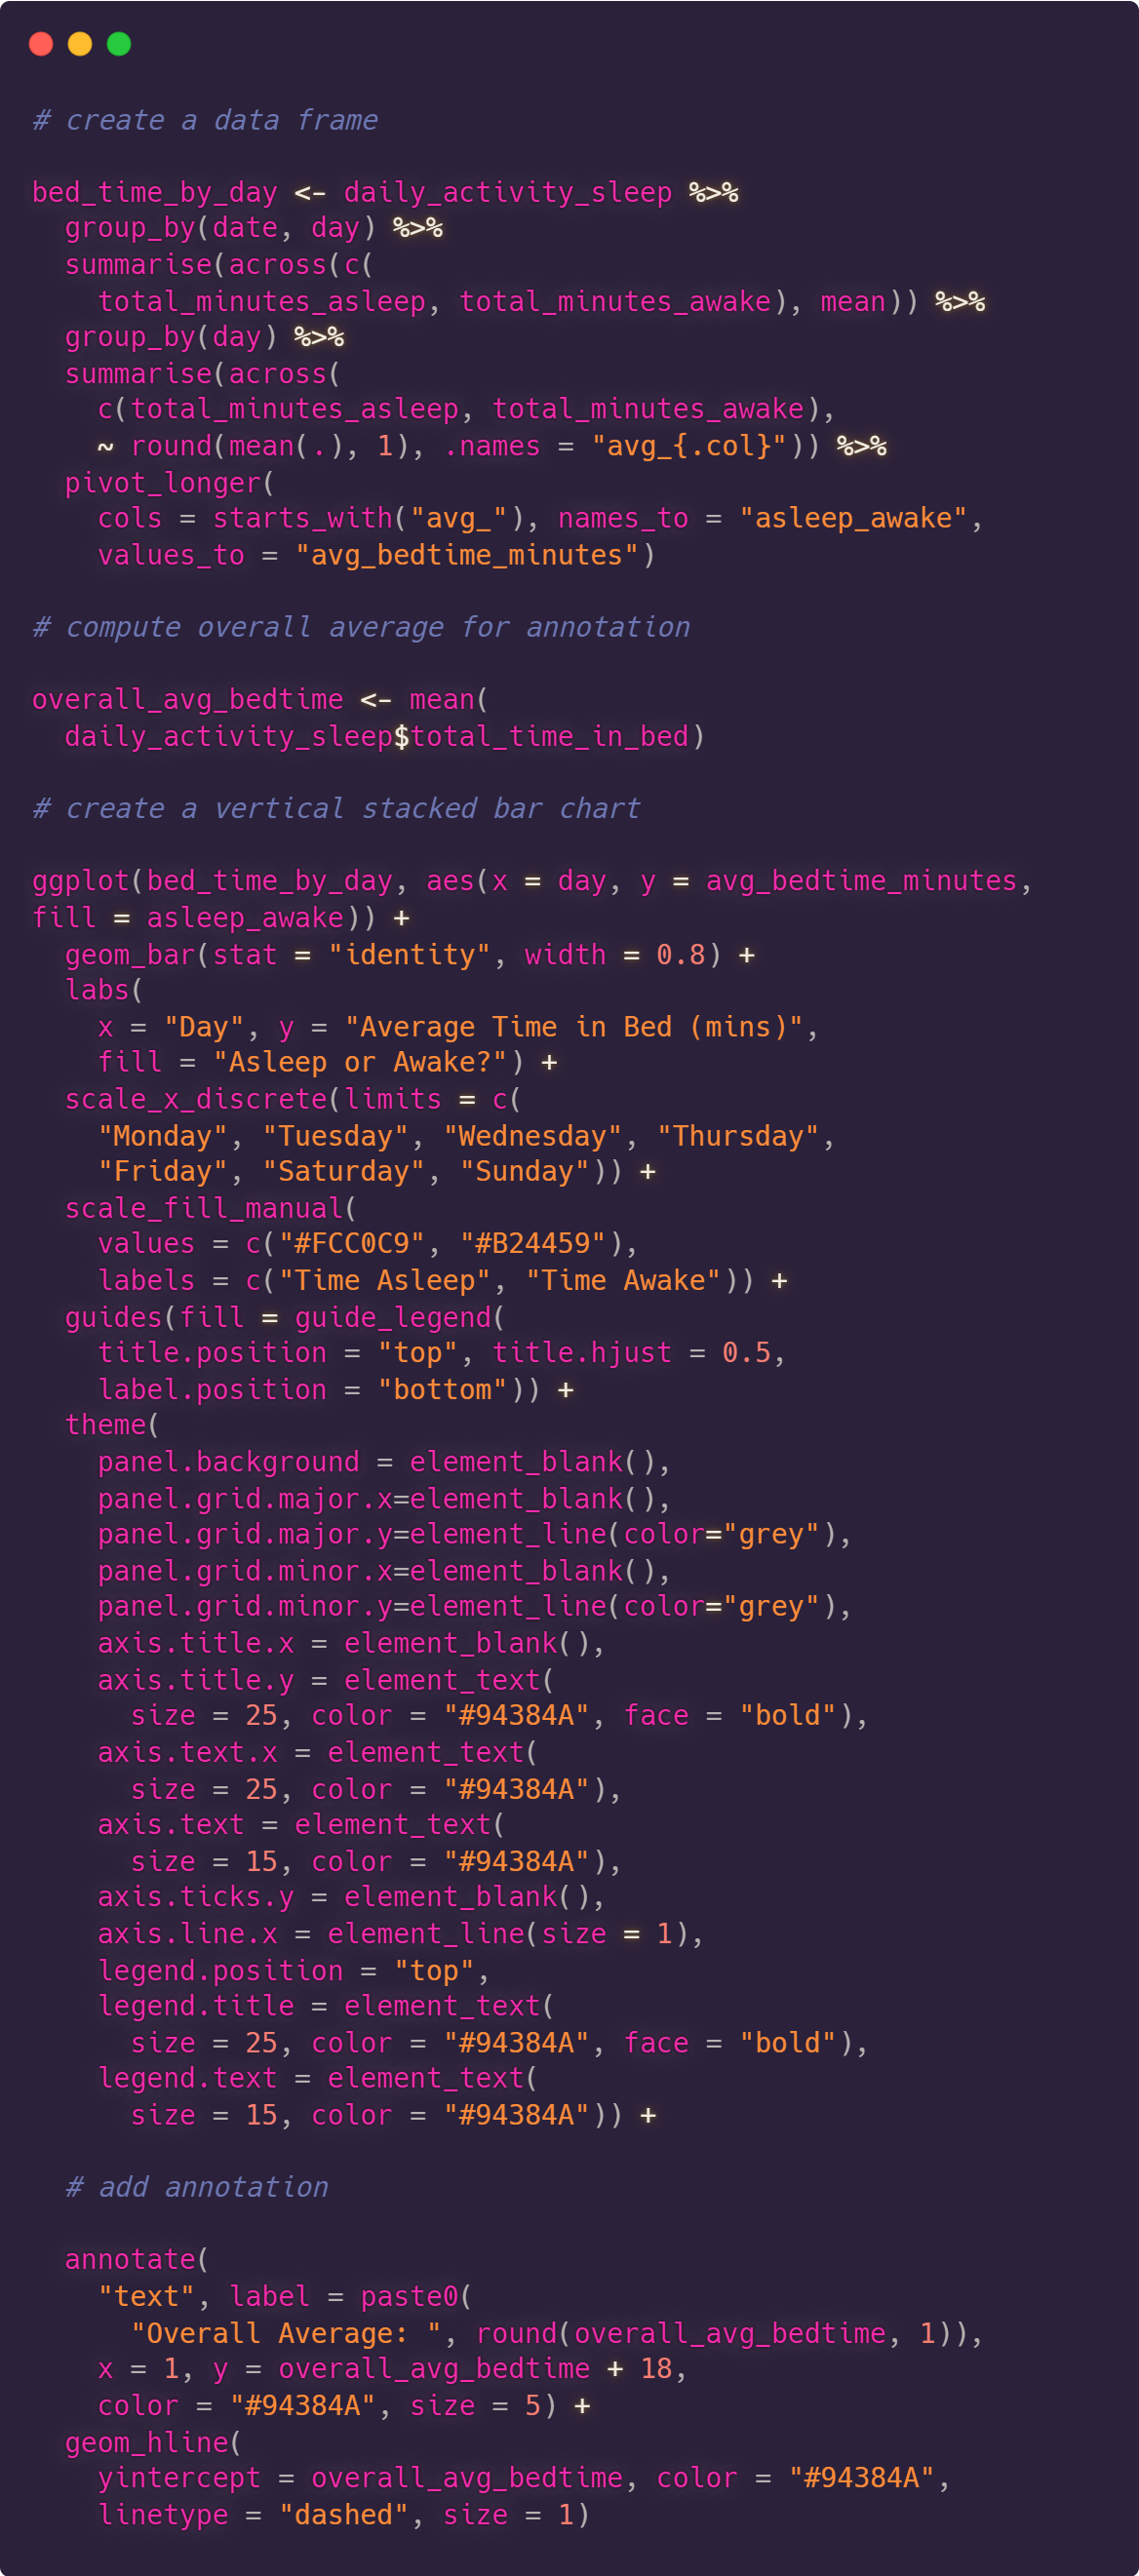 # create a data frame

bed_time_by_day <- daily_activity_sleep %>%
  group_by(date, day) %>%
  summarise(across(c(
    total_minutes_asleep, total_minutes_awake), mean)) %>%
  group_by(day) %>%
  summarise(across(
    c(total_minutes_asleep, total_minutes_awake),
    ~ round(mean(.), 1), .names = "avg_{.col}")) %>%
  pivot_longer(
    cols = starts_with("avg_"), names_to = "asleep_awake",
    values_to = "avg_bedtime_minutes")

# compute overall average for annotation

overall_avg_bedtime <- mean(
  daily_activity_sleep$total_time_in_bed)

# create a vertical stacked bar chart

ggplot(bed_time_by_day, aes(x = day, y = avg_bedtime_minutes,
fill = asleep_awake)) +
  geom_bar(stat = "identity", width = 0.8) +
  labs(
    x = "Day", y = "Average Time in Bed (mins)",
    fill = "Asleep or Awake?") +
  scale_x_discrete(limits = c(
    "Monday", "Tuesday", "Wednesday", "Thursday",
    "Friday", "Saturday", "Sunday")) +
  scale_fill_manual(
    values = c("#FCC0C9", "#B24459"),
    labels = c("Time Asleep", "Time Awake")) +
  guides(fill = guide_legend(
    title.position = "top", title.hjust = 0.5,
    label.position = "bottom")) +
  theme(
    panel.background = element_blank(),
    panel.grid.major.x=element_blank(),
    panel.grid.major.y=element_line(color="grey"),
    panel.grid.minor.x=element_blank(),
    panel.grid.minor.y=element_line(color="grey"),
    axis.title.x = element_blank(),
    axis.title.y = element_text(
      size = 25, color = "#94384A", face = "bold"),
    axis.text.x = element_text(
      size = 25, color = "#94384A"),
    axis.text = element_text(
      size = 15, color = "#94384A"),
    axis.ticks.y = element_blank(),
    axis.line.x = element_line(size = 1),
    legend.position = "top",
    legend.title = element_text(
      size = 25, color = "#94384A", face = "bold"),
    legend.text = element_text(
      size = 15, color = "#94384A")) +

  # add annotation

  annotate(
    "text", label = paste0(
      "Overall Average: ", round(overall_avg_bedtime, 1)),
    x = 1, y = overall_avg_bedtime + 18,
    color = "#94384A", size = 5) +
  geom_hline(
    yintercept = overall_avg_bedtime, color = "#94384A",
    linetype = "dashed", size = 1)